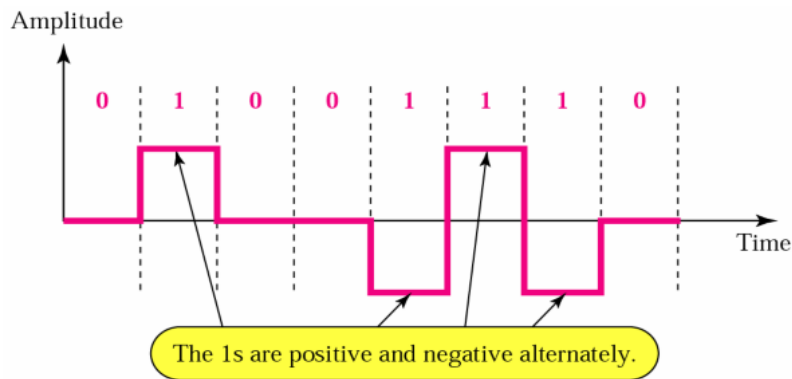 Amplitude
0 1 0 0 1 1 1 0
Time
The 1s are positive and negative alternately.